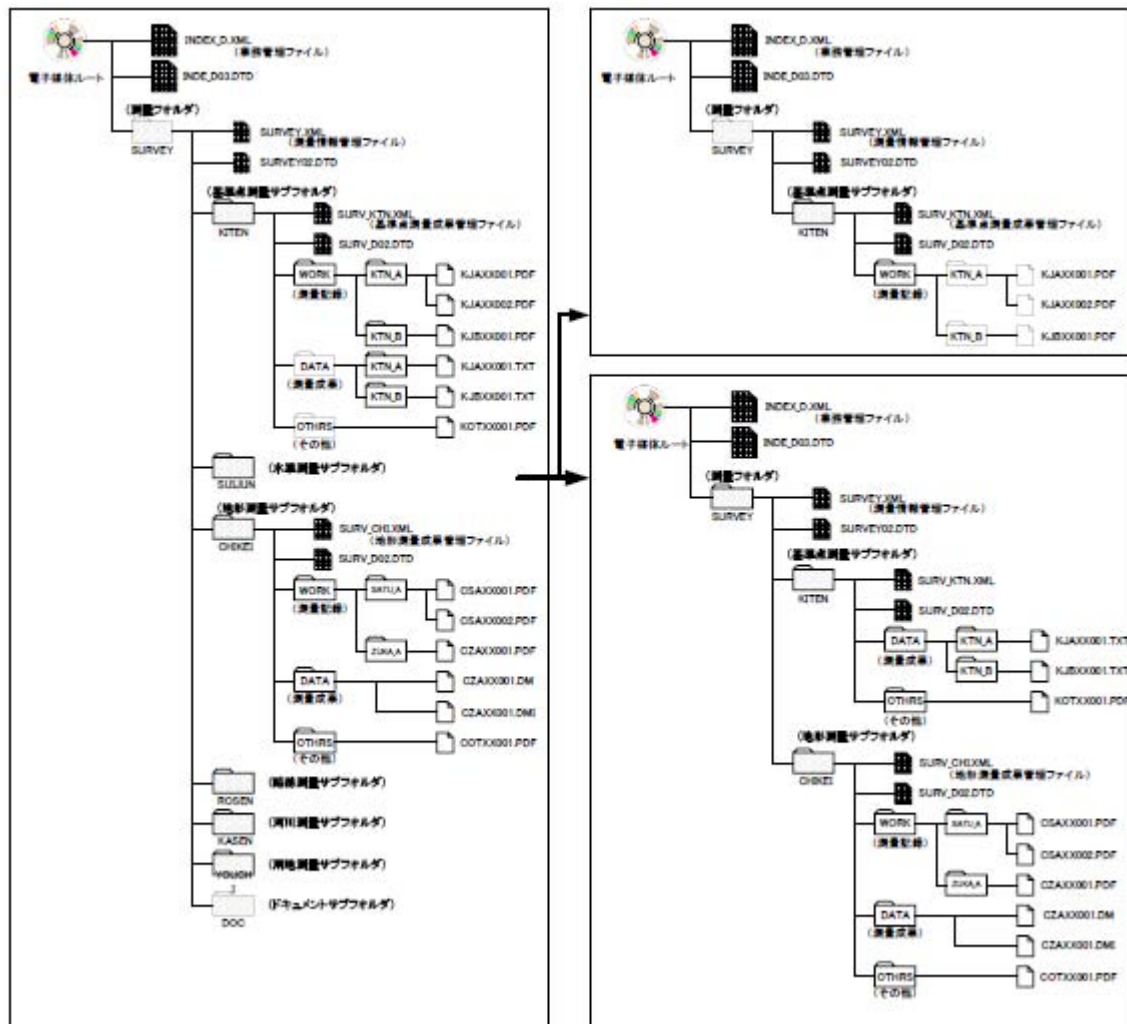 INDEX_D.XML
(業務管理ファイル)
電子媒体ルート
INDE_D03.DTD
(測量フォルダ)
SURVEY
SURVEY.XML
(測量情報管理ファイル)
SURVEY02.DTD
(基準点測量サブフォルダ)
KITEN
SURV_KTN.XML
(基準点測量成果管理ファイル)
SURV_D02.DTD
WORK
(測量記録)
KTN_A
KJAXX001.PDF
KJAXX002.PDF
KTN_B
KJBXX001.PDF
DATA
(測量成果)
KTN_A
KJAXX001.TXT
KTN_B
KJBXX001.TXT
OTHRS
(その他)
KOTXX001.PDF
SUIJUN
(水準測量サブフォルダ)
(地形測量サブフォルダ)
CHIKEI
SURV_CHI.XML
(地形測量成果管理ファイル)
SURV_D02.DTD
WORK
(測量記録)
SATU_A
CSAXX001.PDF
CSAXX002.PDF
ZUKA_A
CZAXX001.PDF
DATA
(測量成果)
CZAXX001.DM
CZAXX001.DMI
OTHRS
(その他)
COTXX001.PDF
ROSEN
(路線測量サブフォルダ)
KASEN
(河川測量サブフォルダ)
(用地測量サブフォルダ)
DOC
(ドキュメントサブフォルダ)
INDEX_D.XML
(業務管理ファイル)
電子媒体ルート
INDE_D03.DTD
(測量フォルダ)
SURVEY
SURVEY.XML
(測量情報管理ファイル)
SURVEY02.DTD
(基準点測量サブフォルダ)
KITEN
SURV_KTN.XML
(基準点測量成果管理ファイル)
SURV_D02.DTD
WORK
(測量記録)
KTN_A
KJAXX001.PDF
KJAXX002.PDF
KTN_B
KJBXX001.PDF
INDEX_D.XML
(業務管理ファイル)
電子媒体ルート
INDE_D03.DTD
(測量フォルダ)
SURVEY
SURVEY.XML
(測量情報管理ファイル)
SURVEY02.DTD
(基準点測量サブフォルダ)
KITEN
SURV_KTN.XML
SURV_D02.DTD
DATA
(測量成果)
KTN_A
KJAXX001.TXT
KTN_B
KJBXX001.TXT
OTHRS
(その他)
KOTXX001.PDF
(地形測量サブフォルダ)
CHIKEI
SURV_CHI.XML
(地形測量成果管理ファイル)
SURV_D02.DTD
WORK
(測量記録)
SATU_A
CSAXX001.PDF
CSAXX002.PDF
ZUKA_A
CZAXX001.PDF
DATA
(測量成果)
CZAXX001.DM
CZAXX001.DMI
OTHRS
(その他)
COTXX001.PDF